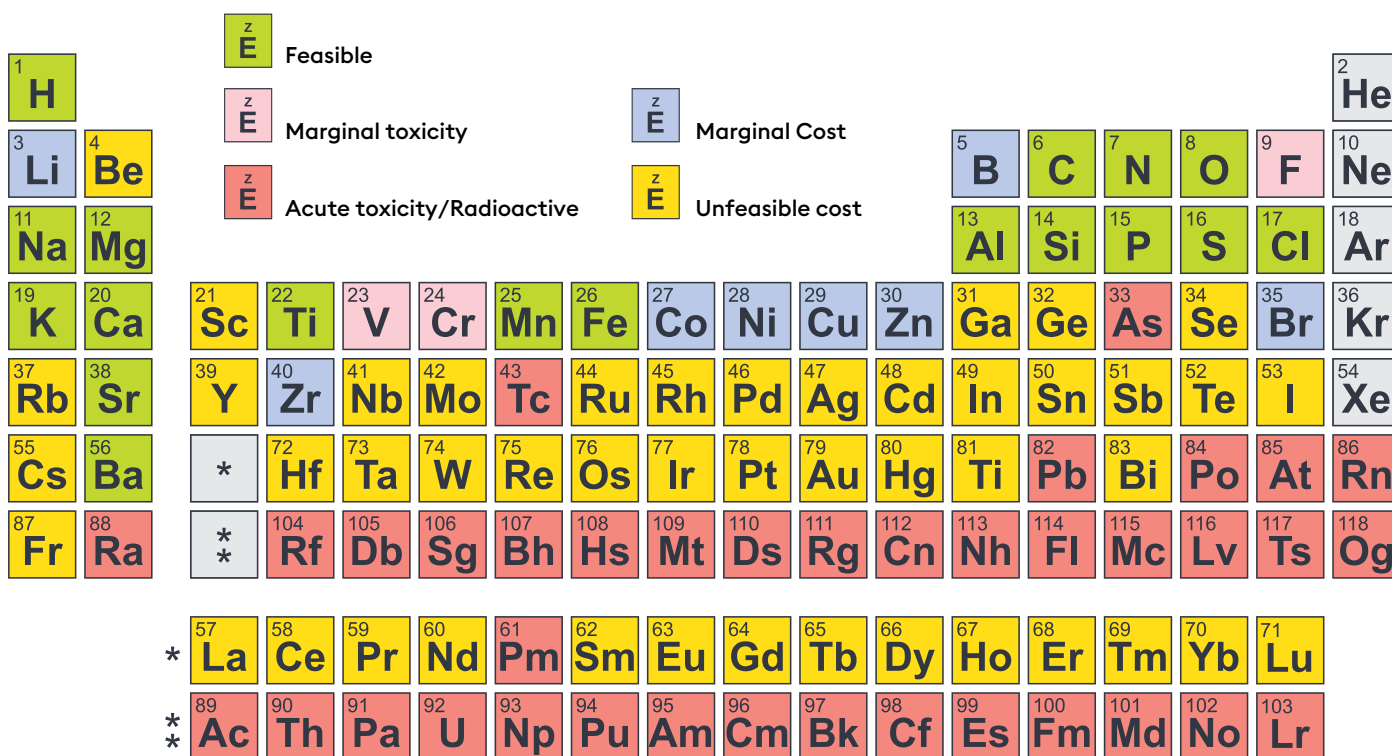 z
E
Feasible
z
E
Marginal toxicity
z
E
Marginal Cost
z
E
Acute toxicity/Radioactive
z
E
Unfeasible cost
1 2
H He
3 4 5 6 7 8 9 10
Li Be B C N O F Ne
11 12 13 14 15 16 17 18
Na Mg Al Si P S Cl Ar
19 20 21 22 23 24 25 26 27 28 29 30 31 32 33 34 35 36
K Ca Sc Ti V Cr Mn Fe Co Ni Cu Zn Ga Ge As Se Br Kr
37 38 39 40 41 42 43 44 45 46 47 48 49 50 51 52 53 54
Rb Sr Y Zr Nb Mo Tc Ru Rh Pd Ag Cd In Sn Sb Te I Xe
55 56 72 73 74 75 76 77 78 79 80 81 82 83 84 85 86
Cs Ba * Hf Ta W Re Os Ir Pt Au Hg Ti Pb Bi Po At Rn
87 88 104 105 106 107 108 109 110 111 112 113 114 115 116 117 118
Fr Ra ** Rf Db Sg Bh Hs Mt Ds Rg Cn Nh Fl Mc Lv Ts Og
57 58 59 60 61 62 63 64 65 66 67 68 69 70 71
* La Ce Pr Nd Pm Sm Eu Gd Tb Dy Ho Er Tm Yb Lu
89 90 91 92 93 94 95 96 97 98 99 100 101 102 103
** Ac Th Pa U Np Pu Am Cm Bk Cf Es Fm Md No Lr